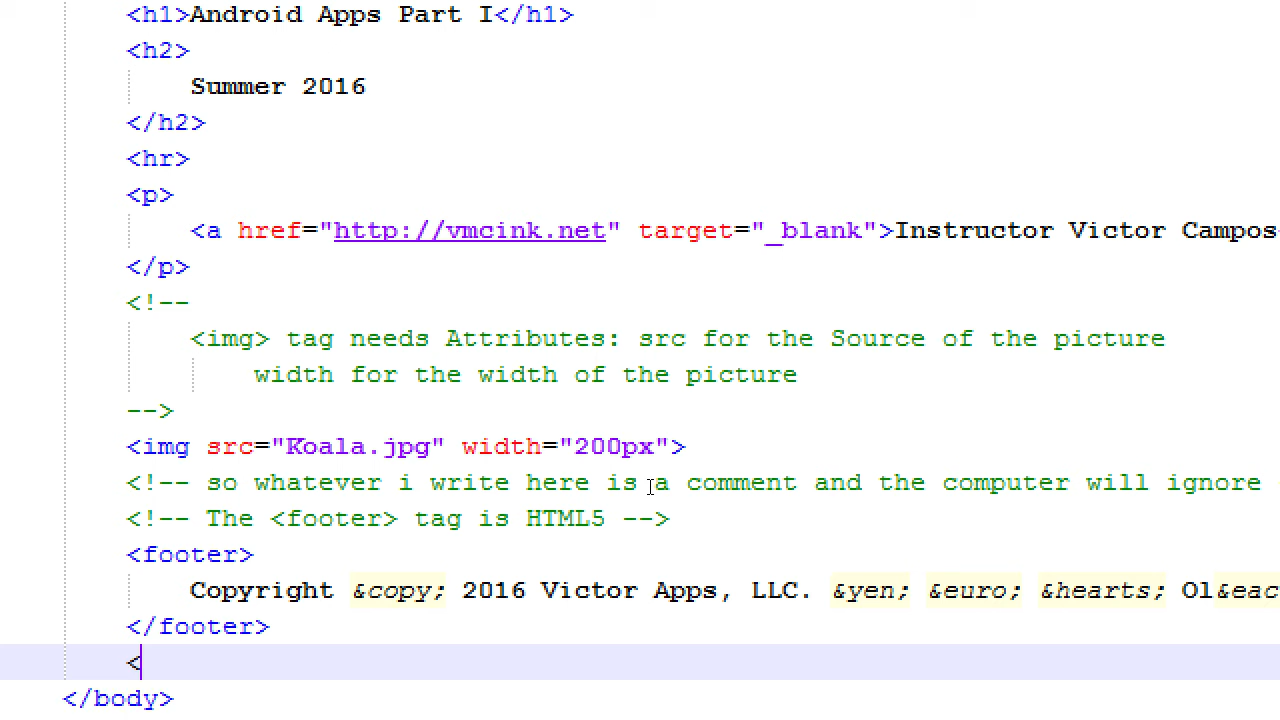 <h1>Android Apps Part I</h1>
<h2>
Summer 2016
</h2>
<hr>
<p>
<a href="http://vmcink.net" target="_blank">Instructor Victor Campos
</p>
<!--
<img> tag needs Attributes: src for the Source of the picture
width for the width of the picture
-->
<img src="Koala.jpg" width="200px">
<!-- so whatever i write here is a comment and the computer will ignore
<!-- The <footer> tag is HTML5 -->
<footer>
Copyright &copy; 2016 Victor Apps, LLC. &yen; &euro; &hearts; Ol&eac
</footer>
<
</body>